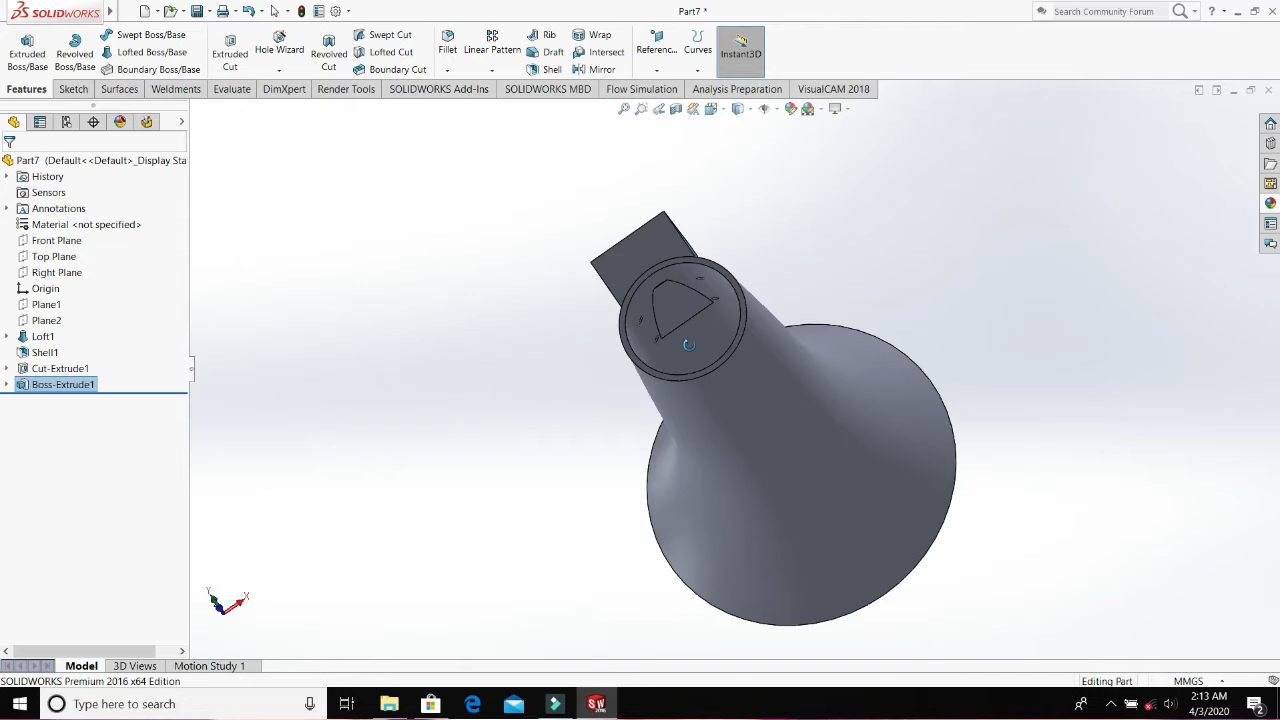 SOLIDWORKS
Part7 *
Search Community Forum
Extruded Boss/Base
Revolved Boss/Base
Swept Boss/Base
Lofted Boss/Base
Boundary Boss/Base
Extruded Cut
Hole Wizard
Revolved Cut
Swept Cut
Lofted Cut
Boundary Cut
Fillet
Linear Pattern
Rib
Draft
Shell
Wrap
Intersect
Mirror
Referenc...
Curves
Instant3D
Features Sketch Surfaces Weldments Evaluate DimXpert Render Tools SOLIDWORKS Add-Ins SOLIDWORKS MBD Flow Simulation Analysis Preparation VisualCAM 2018
Part7 (Default<<Default>_Display Sta
History
Sensors
Annotations
Material <not specified>
Front Plane
Top Plane
Right Plane
Origin
Plane1
Plane2
Loft1
Shell1
Cut-Extrude1
Boss-Extrude1
Y
X
Model 3D Views Motion Study 1
SOLIDWORKS Premium 2016 x64 Edition
Editing Part
MMGS
Type here to search
2:13 AM
4/3/2020
2